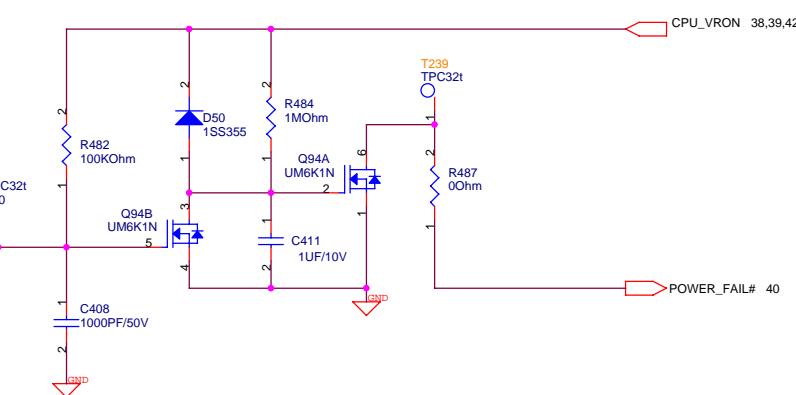 CPU_VRON 38,39,42
T239
TPC32t
1
2
D50
1SS355
1
2
R484
1MOhm
1
2
R482
100KOhm
1
C32t
Q94A
UM6K1N
6
2
1
2
R487
0Ohm
1
Q94B
UM6K1N
3
5
4
1
C411
1UF/10V
2
GND
POWER_FAIL# 40
1
C408
1000PF/50V
2
GND